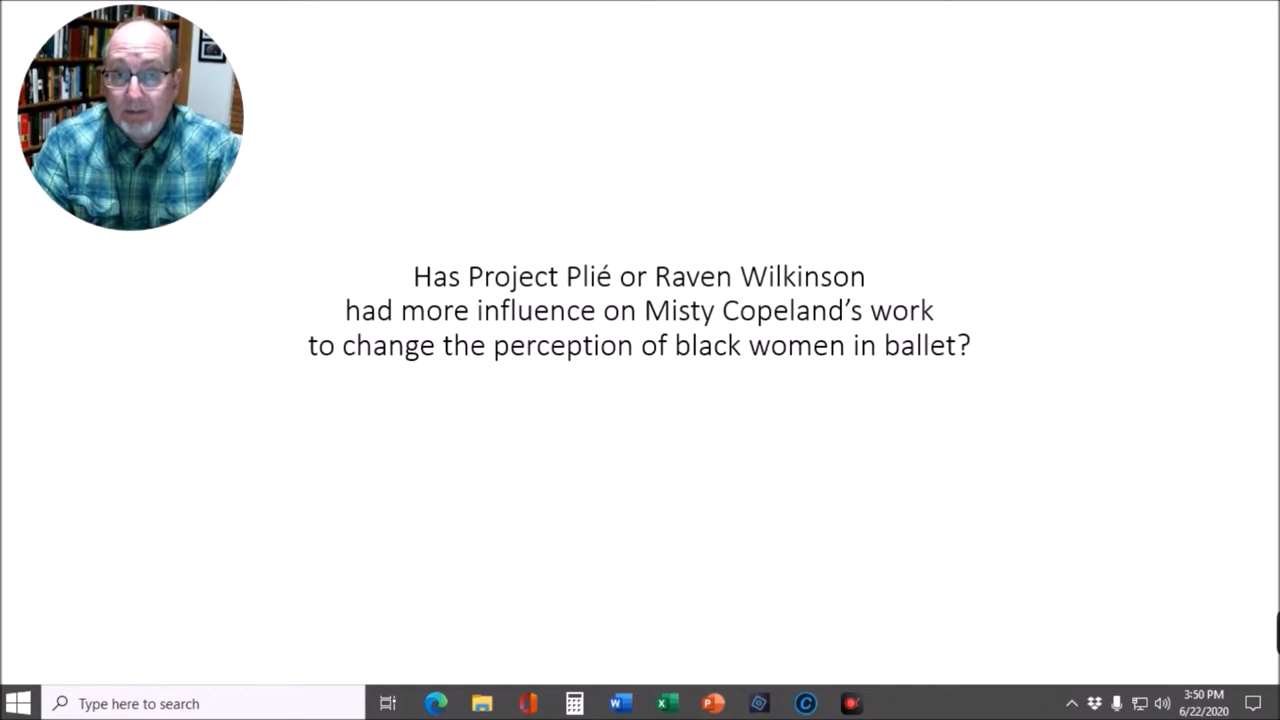 Has Project Plié or Raven Wilkinson
had more influence on Misty Copeland’s work
to change the perception of black women in ballet?
Type here to search
W
X
P
C
3:50 PM
6/22/2020